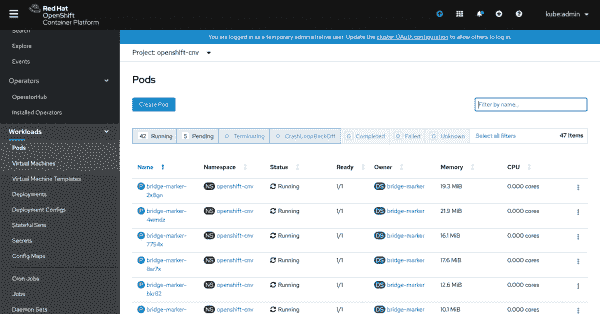 Red Hat
OpenShift
Container Platform
kube:admin
You are logged in as a temporary administrative user. Update the cluster OAuth configuration to allow others to log in.
Project: openshift-cnv
Search
Explore
Events
Operators
OperatorHub
Installed Operators
Workloads
Pods
Virtual Machines
Virtual Machine Templates
Deployments
Deployment Configs
Stateful Sets
Secrets
Config Maps
Cron Jobs
Jobs
Daemon Sets
Pods
Create Pod
Filter by name...
42 Running 5 Pending 0 Terminating 0 CrashLoopBackOff 0 Completed 0 Failed 0 Unknown Select all filters 47 Items
Name Namespace Status Ready Owner Memory CPU
P bridge-marker- NS openshift-cnv Running 1/1 DS bridge-marker 19.3 MiB 0.000 cores
P bridge-marker- NS openshift-cnv Running 1/1 DS bridge-marker 21.9 MiB 0.000 cores
P bridge-marker- NS openshift-cnv Running 1/1 DS bridge-marker 16.1 MiB 0.000 cores
7754x
P bridge-marker- NS openshift-cnv Running 1/1 DS bridge-marker 17.6 MiB 0.000 cores
P bridge-marker- NS openshift-cnv Running 1/1 DS bridge-marker 12.6 MiB 0.000 cores
bkr82
P bridge-marker- NS openshift-cnv Running 1/1 DS bridge-marker 10.1 MiB 0.000 cores